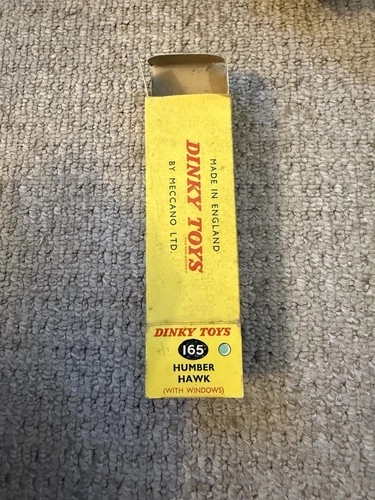 MADE IN ENGLAND
DINKY TOYS
BY MECCANO LTD.
DINKY TOYS
165
HUMBER
HAWK
(WITH WINDOWS)